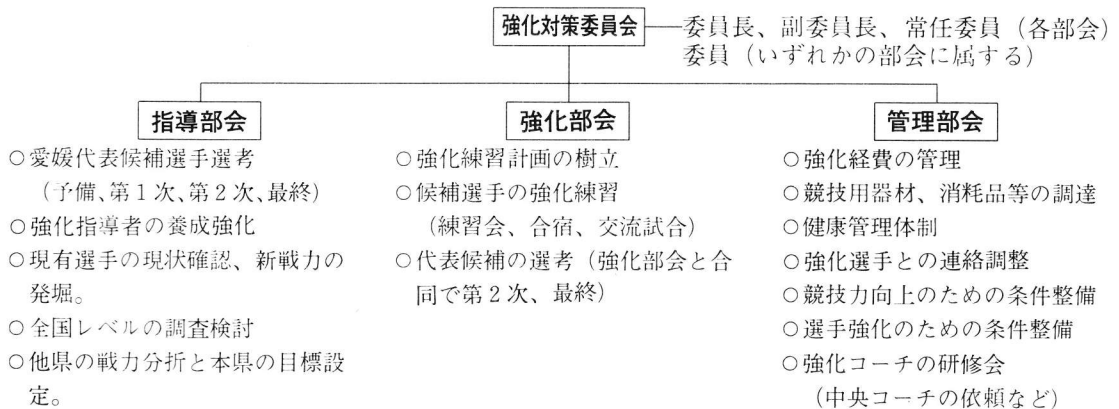 強化対策委員会
委員長、副委員長、常任委員（各部会）
委員（いずれかの部会に属する）
指導部会
○愛媛代表候補選手選考
（予備、第１次、第２次、最終）
○強化指導者の養成強化
○現有選手の現状確認、新戦力の
発掘。
○全国レベルの調査検討
○他県の戦力分折と本県の目標設
定。
強化部会
○強化練習計画の樹立
○候補選手の強化練習
（練習会、合宿、交流試合）
○代表候補の選考（強化部会と合
同で第２次、最終）
管理部会
○強化経費の管理
○競技用器材、消耗品等の調達
○健康管理体制
○強化選手との連絡調整
○競技力向上のための条件整備
○選手強化のための条件整備
○強化コーチの研修会
（中央コーチの依頼など）